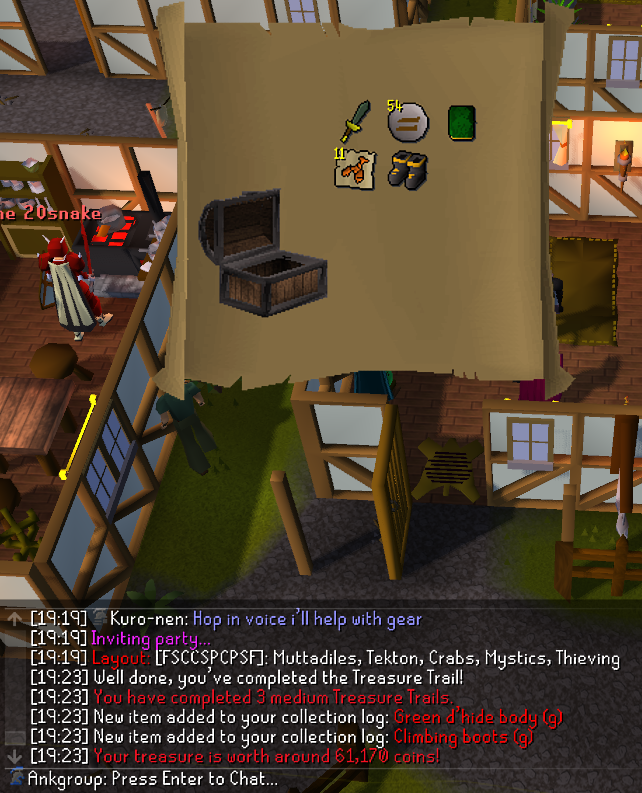 54
11
ne 20snake
[19:19] Kuro-nen: Hop in voice i'll help with gear
[19:19] Inviting party...
[19:19] Layout: [FSCCSPCPSF]: Muttadiles, Tekton, Crabs, Mystics, Thieving
[19:23] Well done, you've completed the Treasure Trail!
[19:23] You have completed 3 medium Treasure Trails.
[19:23] New item added to your collection log: Green d'hide body (g)
[19:23] New item added to your collection log: Climbing boots (g)
[19:23] Your treasure is worth around 61,170 coins!
Ankgroup: Press Enter to Chat...